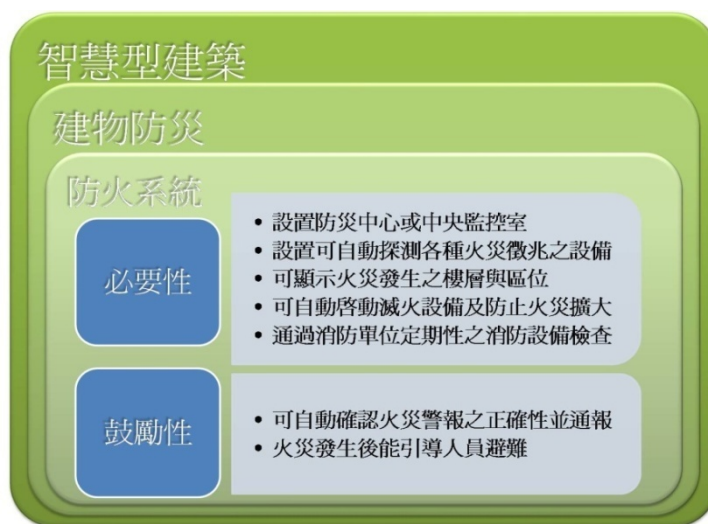 智慧型建築
建物防災
防火系統
必要性
• 設置防災中心或中央監控室
• 設置可自動探測各種火災徵兆之設備
• 可顯示火災發生之樓層與區位
• 可自動啓動滅火設備及防止火災擴大
• 通過消防單位定期性之消防設備檢查
鼓勵性
• 可自動確認火災警報之正確性並通報
• 火災發生後能引導人員避難